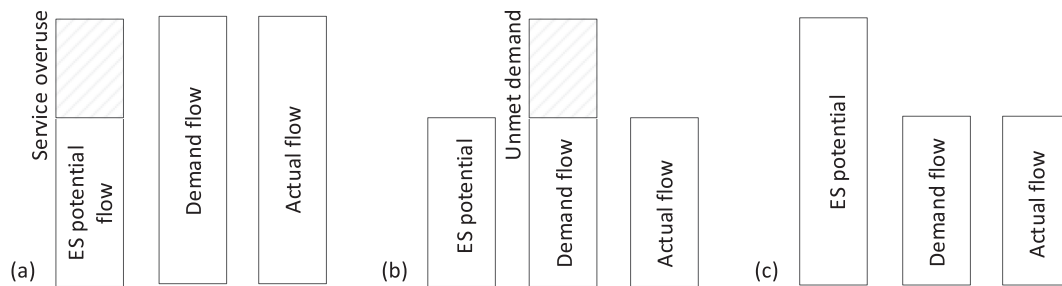 (a)
Service overuse
ES potential
flow
Demand flow
Actual flow
(b)
ES potential
Unmet demand
Demand flow
Actual flow
(c)
ES potential
Demand flow
Actual flow